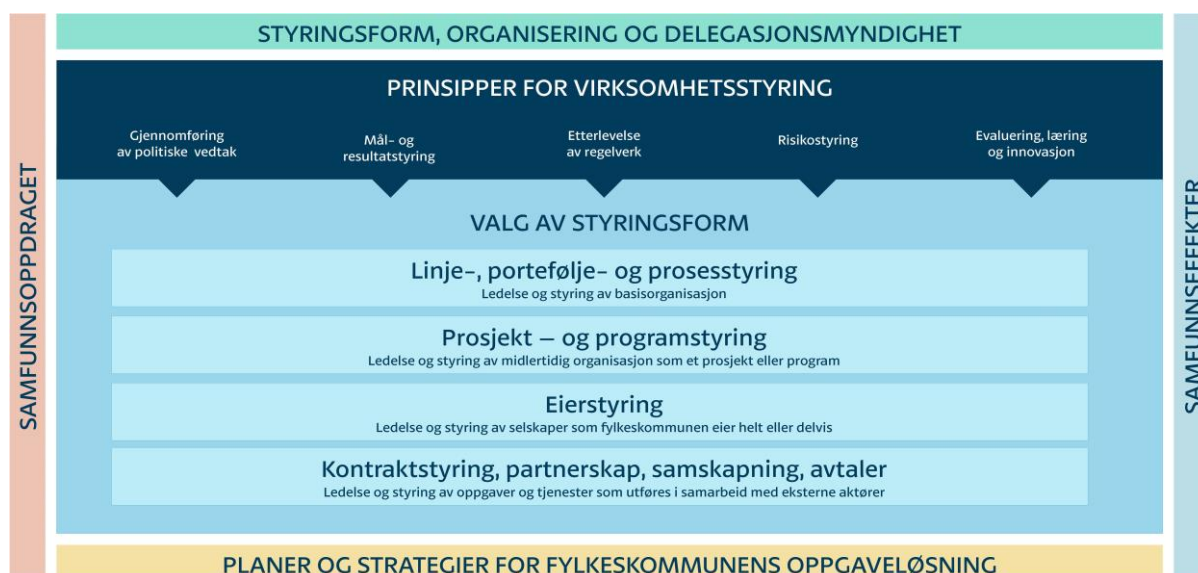 STYRINGSFORM, ORGANISERING OG DELEGASJONSMYNDIGHET
SAMFUNNSOPPDRAGET
PRINSIPPER FOR VIRKSOMHETSSTYRING
Gjennomføring
av politiske vedtak
Mål- og
resultatstyring
Etterlevelse
av regelverk
Risikostyring
Evaluering, læring
og innovasjon
VALG AV STYRINGSFORM
Linje-, portefølje- og prosesstyring
Ledelse og styring av basisorganisasjon
Prosjekt – og programstyring
Ledelse og styring av midlertidig organisasjon som et prosjekt eller program
Eierstyring
Ledelse og styring av selskaper som fylkeskommunen eier helt eller delvis
Kontraktstyring, partnerskap, samskapning, avtaler
Ledelse og styring av oppgaver og tjenester som utføres i samarbeid med eksterne aktører
SAMFUNNSEFFEKTER
PLANER OG STRATEGIER FOR FYLKESKOMMUNENS OPPGAVELØSNING